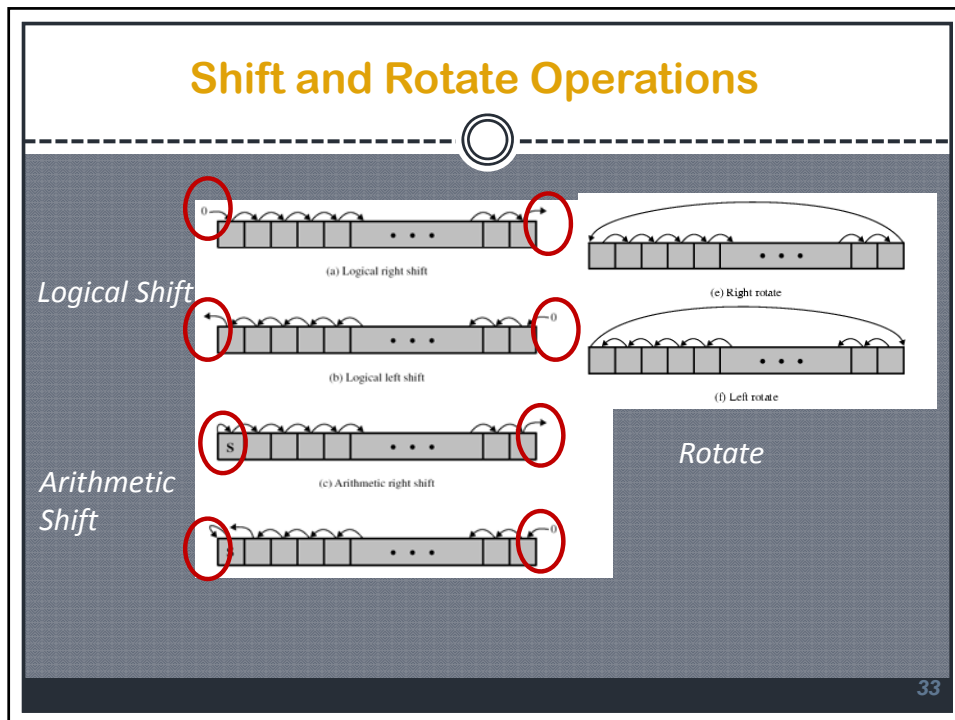 Shift and Rotate Operations
Logical Shift
0
(a) Logical right shift
0
(b) Logical left shift
Arithmetic
Shift
S
(c) Arithmetic right shift
S
0
(e) Right rotate
(f) Left rotate
Rotate
33